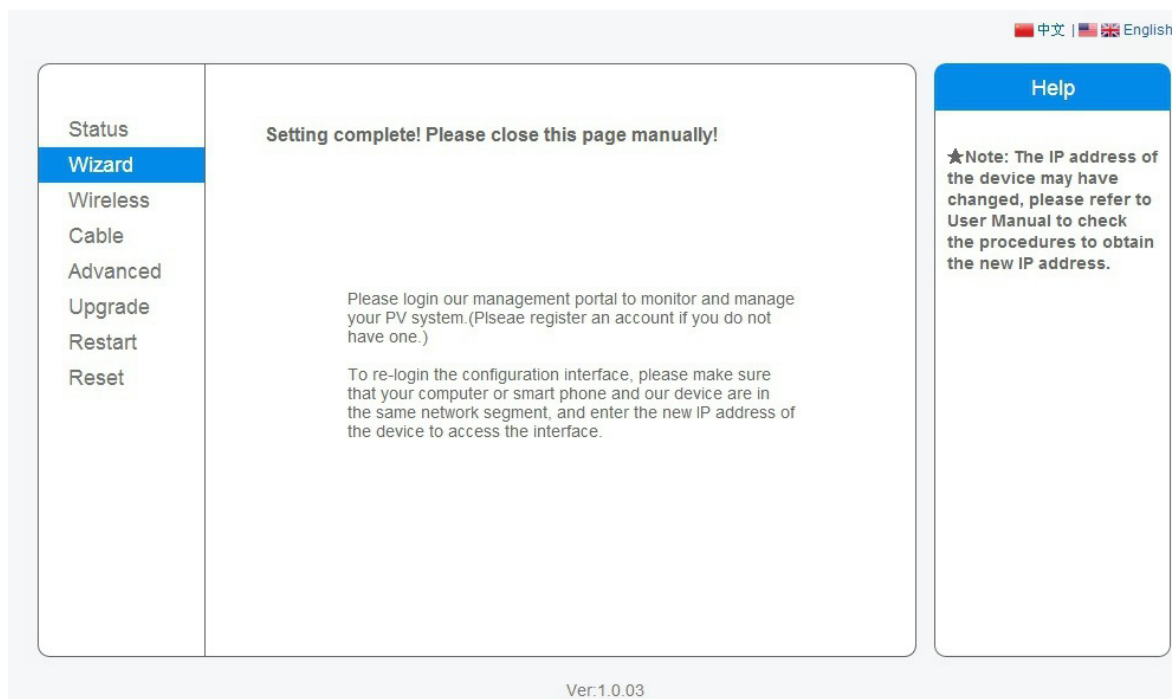 中文 | English
Status
Wizard
Wireless
Cable
Advanced
Upgrade
Restart
Reset
Setting complete! Please close this page manually!
Please login our management portal to monitor and manage
your PV system.(Plseae register an account if you do not
have one.)
To re-login the configuration interface, please make sure
that your computer or smart phone and our device are in
the same network segment, and enter the new IP address of
the device to access the interface.
Help
★Note: The IP address of
the device may have
changed, please refer to
User Manual to check
the procedures to obtain
the new IP address.
Ver:1.0.03